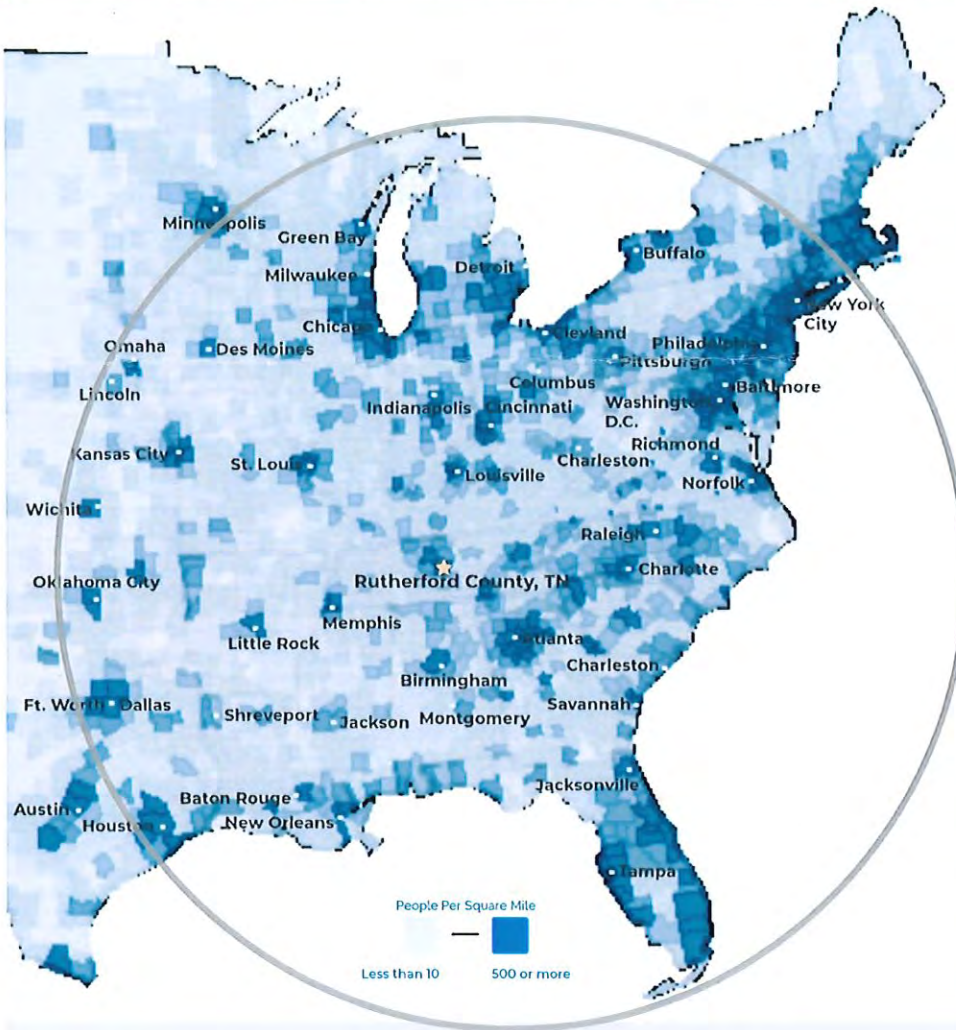 Minneapolis
Green Bay
Milwaukee
Detroit
Buffalo
New York
City
Chicago
Clevland
Omaha
Des Moines
Philadelphia
Pittsburgh
Lincoln
Columbus
Baltimore
Indianapolis
Cincinnati
Washington
D.C.
Kansas City
St. Louis
Louisville
Charleston
Richmond
Norfolk
Wichita
Raleigh
Oklahoma City
Rutherford County, TN
Charlotte
Memphis
Little Rock
Atlanta
Birmingham
Charleston
Ft. Worth
Dallas
Shreveport
Jackson
Montgomery
Savannah
Jacksonville
Austin
Baton Rouge
Houston
New Orleans
Tampa
People Per Square Mile
Less than 10
500 or more